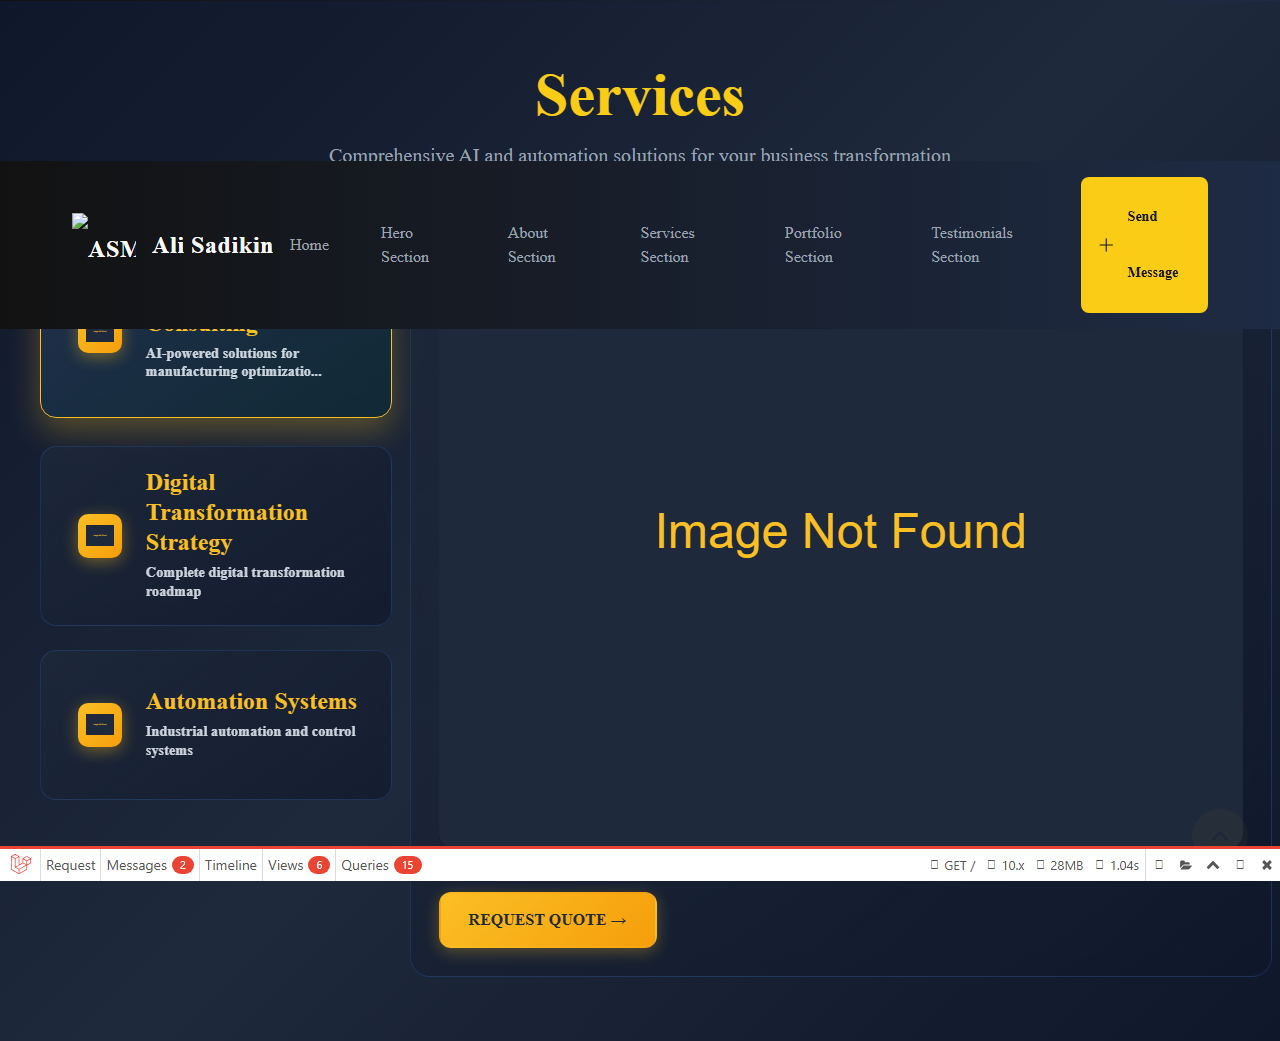 Services
Comprehensive AI and automation solutions for your business transformation
ASM
Ali Sadikin
Home
Hero
Section
About
Section
Services
Section
Portfolio
Section
Testimonials
Section
Send
Message
Consulting
AI-powered solutions for
manufacturing optimizatio...
Digital
Transformation
Strategy
Complete digital transformation
roadmap
Automation Systems
Industrial automation and control
systems
Image Not Found
Request
Messages 2
Timeline
Views 6
Queries 15
GET /
10.x
28MB
1.04s
REQUEST QUOTE →